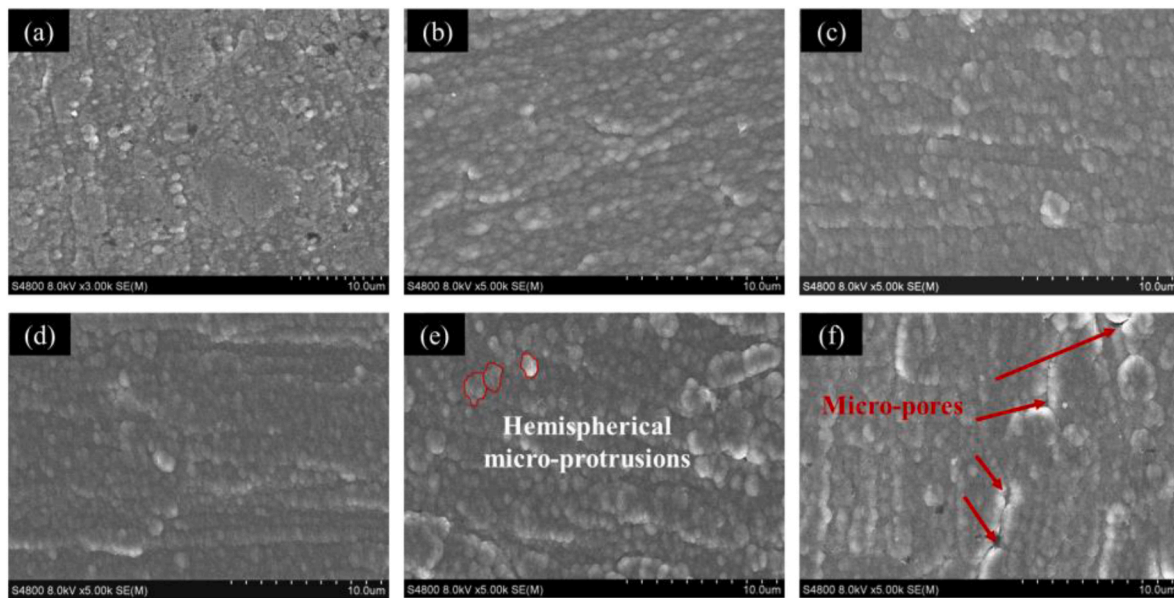 (a)
S4800 8.0kV x3.00k SE(M)
10.0um
(b)
S4800 8.0kV x5.00k SE(M)
10.0um
(c)
S4800 8.0kV x5.00k SE(M)
10.0um
(d)
S4800 8.0kV x5.00k SE(M)
10.0um
(e)
Hemispherical
micro-protrusions
S4800 8.0kV x5.00k SE(M)
10.0um
(f)
Micro-pores
S4800 8.0kV x5.00k SE(M)
10.0um